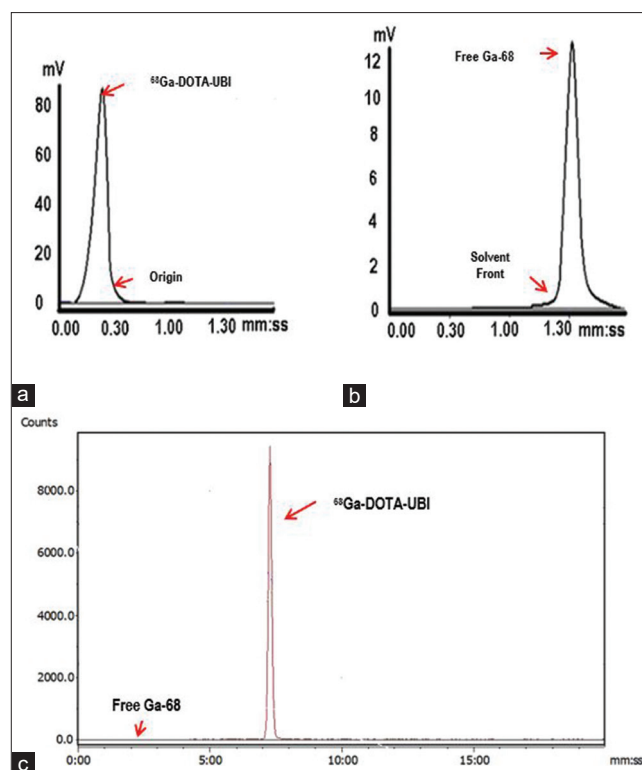 mV
⁶⁸Ga-DOTA-UBI
80
60
40
20
0
Origin
0.00 0.30 1.00 1.30 mm:ss
a
mV
Free Ga-68
12
10
8
6
4
2
0
Solvent
Front
0.00 0.30 1.00 1.30 mm:ss
b
Counts
8000.0
6000.0
4000.0
2000.0
0.0
⁶⁸Ga-DOTA-UBI
Free Ga-68
0:00 5:00 10:00 15:00 mm:ss
c